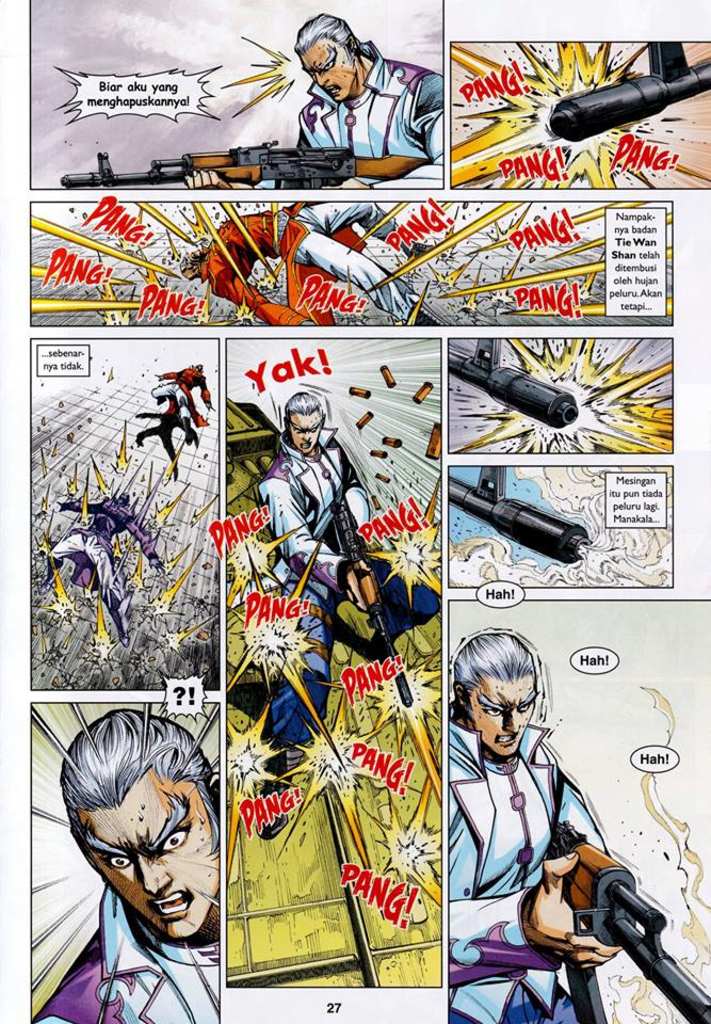 Biar aku yang
menghapuskannya!
PANG!
PANG!
PANG!
PANG!
PANG!
PANG!
PANG!
PANG!
PANG!
PANG!
PANG!
Nampak-
nya badan
Tie Wan
Shan telah
ditembusi
oleh hujan
peluru. Akan
tetapi...
...sebenar-
nya tidak.
Yak!
PANG!
PANG!
PANG!
PANG!
PANG!
PANG!
PANG!
Mesingan
itu pun tiada
peluru lagi.
Manakala...
?!
Hah!
Hah!
Hah!
27